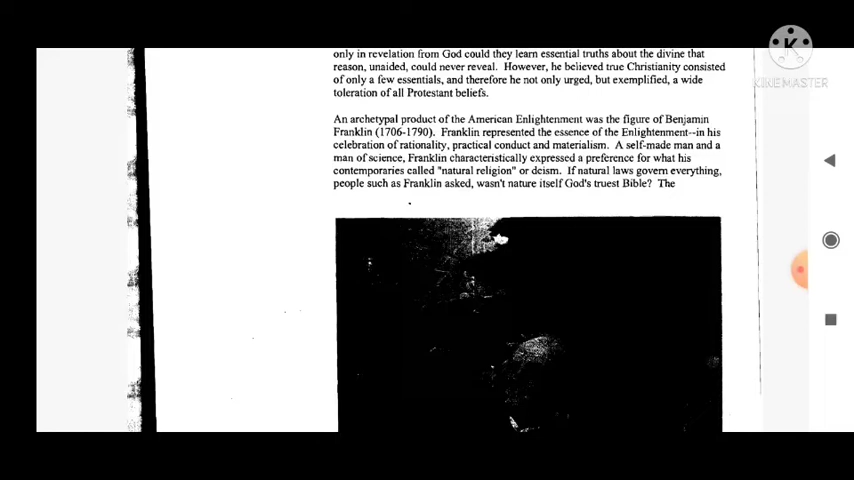 only in revelation from God could they learn essential truths about the divine that
reason, unaided, could never reveal. However, he believed true Christianity consisted
of only a few essentials, and therefore he not only urged, but exemplified, a wide
toleration of all Protestant beliefs.
An archetypal product of the American Enlightenment was the figure of Benjamin
Franklin (1706-1790). Franklin represented the essence of the Enlightenment--in his
celebration of rationality, practical conduct and materialism. A self-made man and a
man of science, Franklin characteristically expressed a preference for what his
contemporaries called "natural religion" or deism. If natural laws govern everything,
people such as Franklin asked, wasn't nature itself God's truest Bible? The
K
KINEMASTER